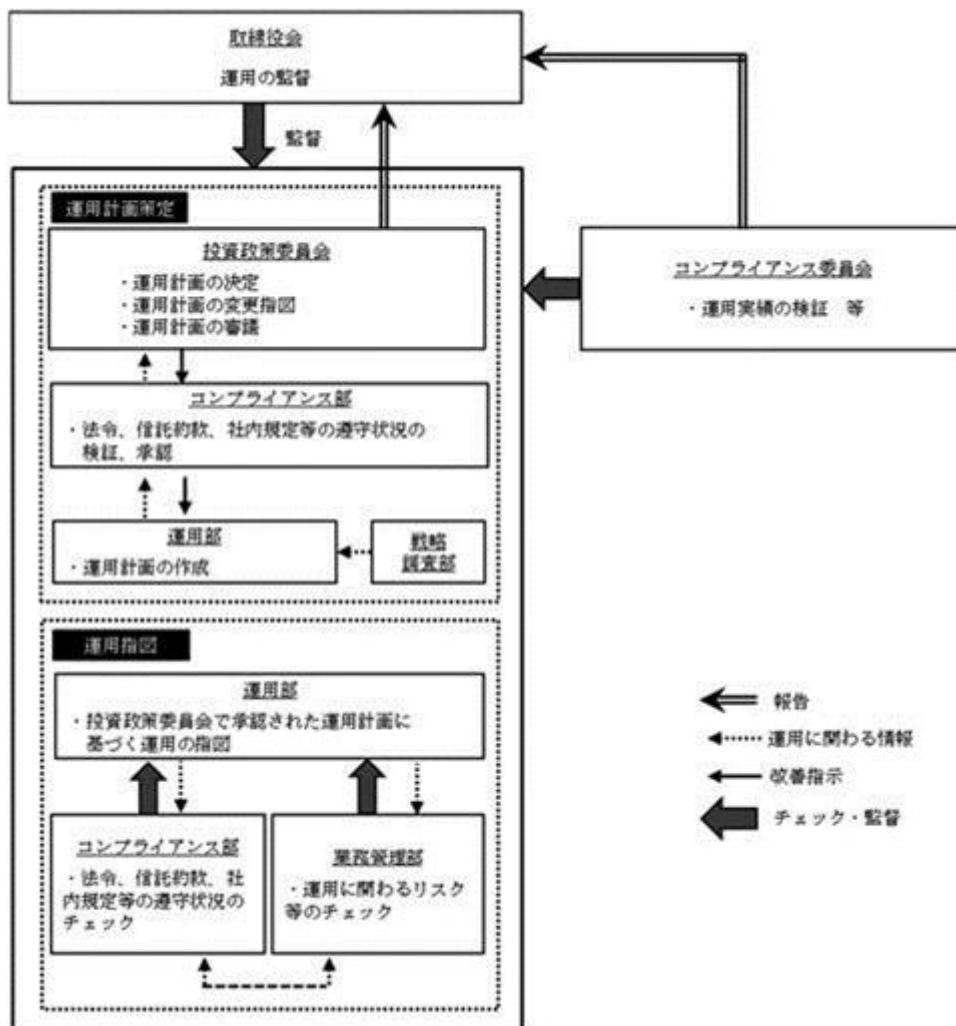 取締役会
運用の監督
監督
運用計画策定
投資政策委員会
・運用計画の決定
・運用計画の変更指図
・運用計画の審議
コンプライアンス委員会
・運用実績の検証　等
コンプライアンス部
・法令、信託約款、社内規定等の遵守状況の
検証、承認
運用部
・運用計画の作成
戦略
調査部
運用指図
運用部
・投資政策委員会で承認された運用計画に
基づく運用の指図
コンプライアンス部
・法令、信託約款、社
内規定等の遵守状況の
チェック
業務管理部
・運用に関わるリスク
等のチェック
報告
運用に関わる情報
改善指示
チェック・監督